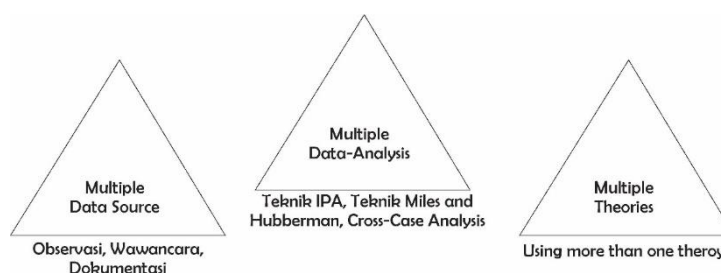 Multiple
Data Source
Observasi, Wawancara,
Dokumentasi
Multiple
Data-Analysis
Teknik IPA, Teknik Miles and
Hubberman, Cross-Case Analysis
Multiple
Theories
Using more than one theroy